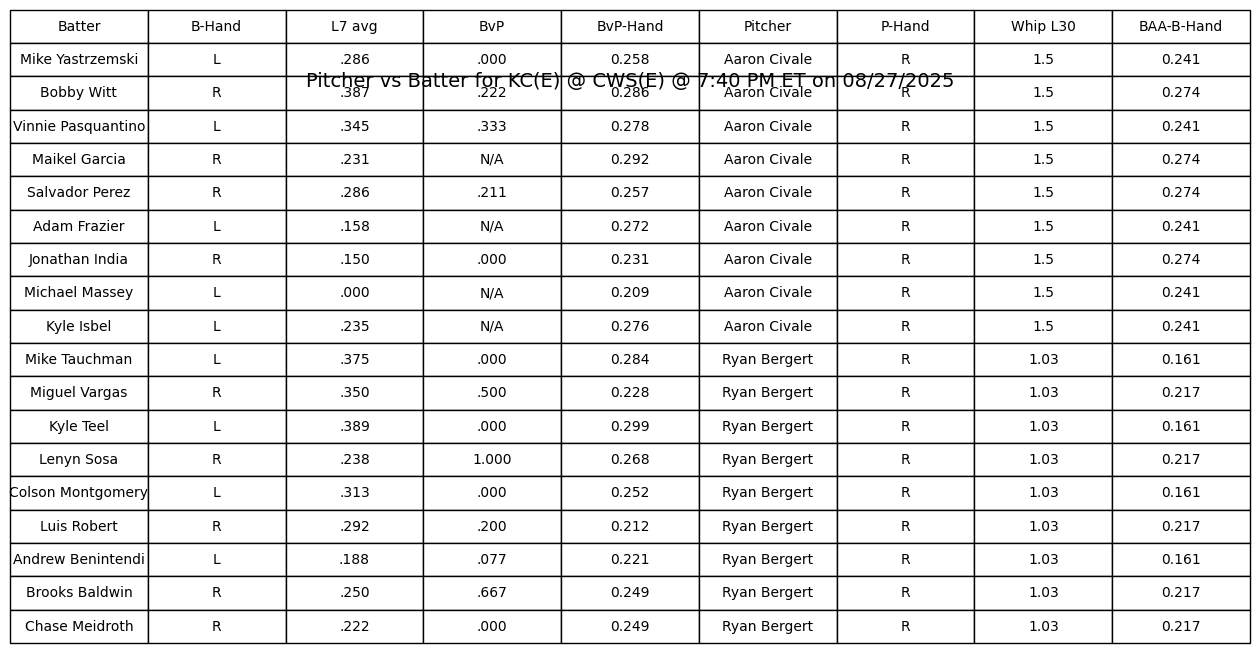 Batter B-Hand L7 avg BvP BvP-Hand Pitcher P-Hand Whip L30 BAA-B-Hand
Mike Yastrzemski L .286 .000 0.258 Aaron Civale R 1.5 0.241
Pitcher vs Batter for KC(E) @ CWS(E) @ 7:40 PM ET on 08/27/2025
Bobby Witt R .387 .222 0.286 Aaron Civale R 1.5 0.274
Vinnie Pasquantino L .345 .333 0.278 Aaron Civale R 1.5 0.241
Maikel Garcia R .231 N/A 0.292 Aaron Civale R 1.5 0.274
Salvador Perez R .286 .211 0.257 Aaron Civale R 1.5 0.274
Adam Frazier L .158 N/A 0.272 Aaron Civale R 1.5 0.241
Jonathan India R .150 .000 0.231 Aaron Civale R 1.5 0.274
Michael Massey L .000 N/A 0.209 Aaron Civale R 1.5 0.241
Kyle Isbel L .235 N/A 0.276 Aaron Civale R 1.5 0.241
Mike Tauchman L .375 .000 0.284 Ryan Bergert R 1.03 0.161
Miguel Vargas R .350 .500 0.228 Ryan Bergert R 1.03 0.217
Kyle Teel L .389 .000 0.299 Ryan Bergert R 1.03 0.161
Lenyn Sosa R .238 1.000 0.268 Ryan Bergert R 1.03 0.217
Colson Montgomery L .313 .000 0.252 Ryan Bergert R 1.03 0.161
Luis Robert R .292 .200 0.212 Ryan Bergert R 1.03 0.217
Andrew Benintendi L .188 .077 0.221 Ryan Bergert R 1.03 0.161
Brooks Baldwin R .250 .667 0.249 Ryan Bergert R 1.03 0.217
Chase Meidroth R .222 .000 0.249 Ryan Bergert R 1.03 0.217